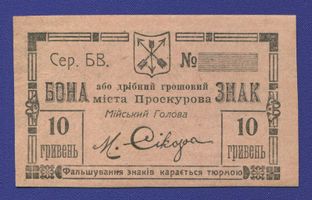 Сер. БВ. №
БОНА або дрібний грошовий ЗНАК
міста Проскурова
Міський Голова
10 ГРИВЕНЬ М. Сікора 10 ГРИВЕНЬ
Фальшування знаків карається тюрмою